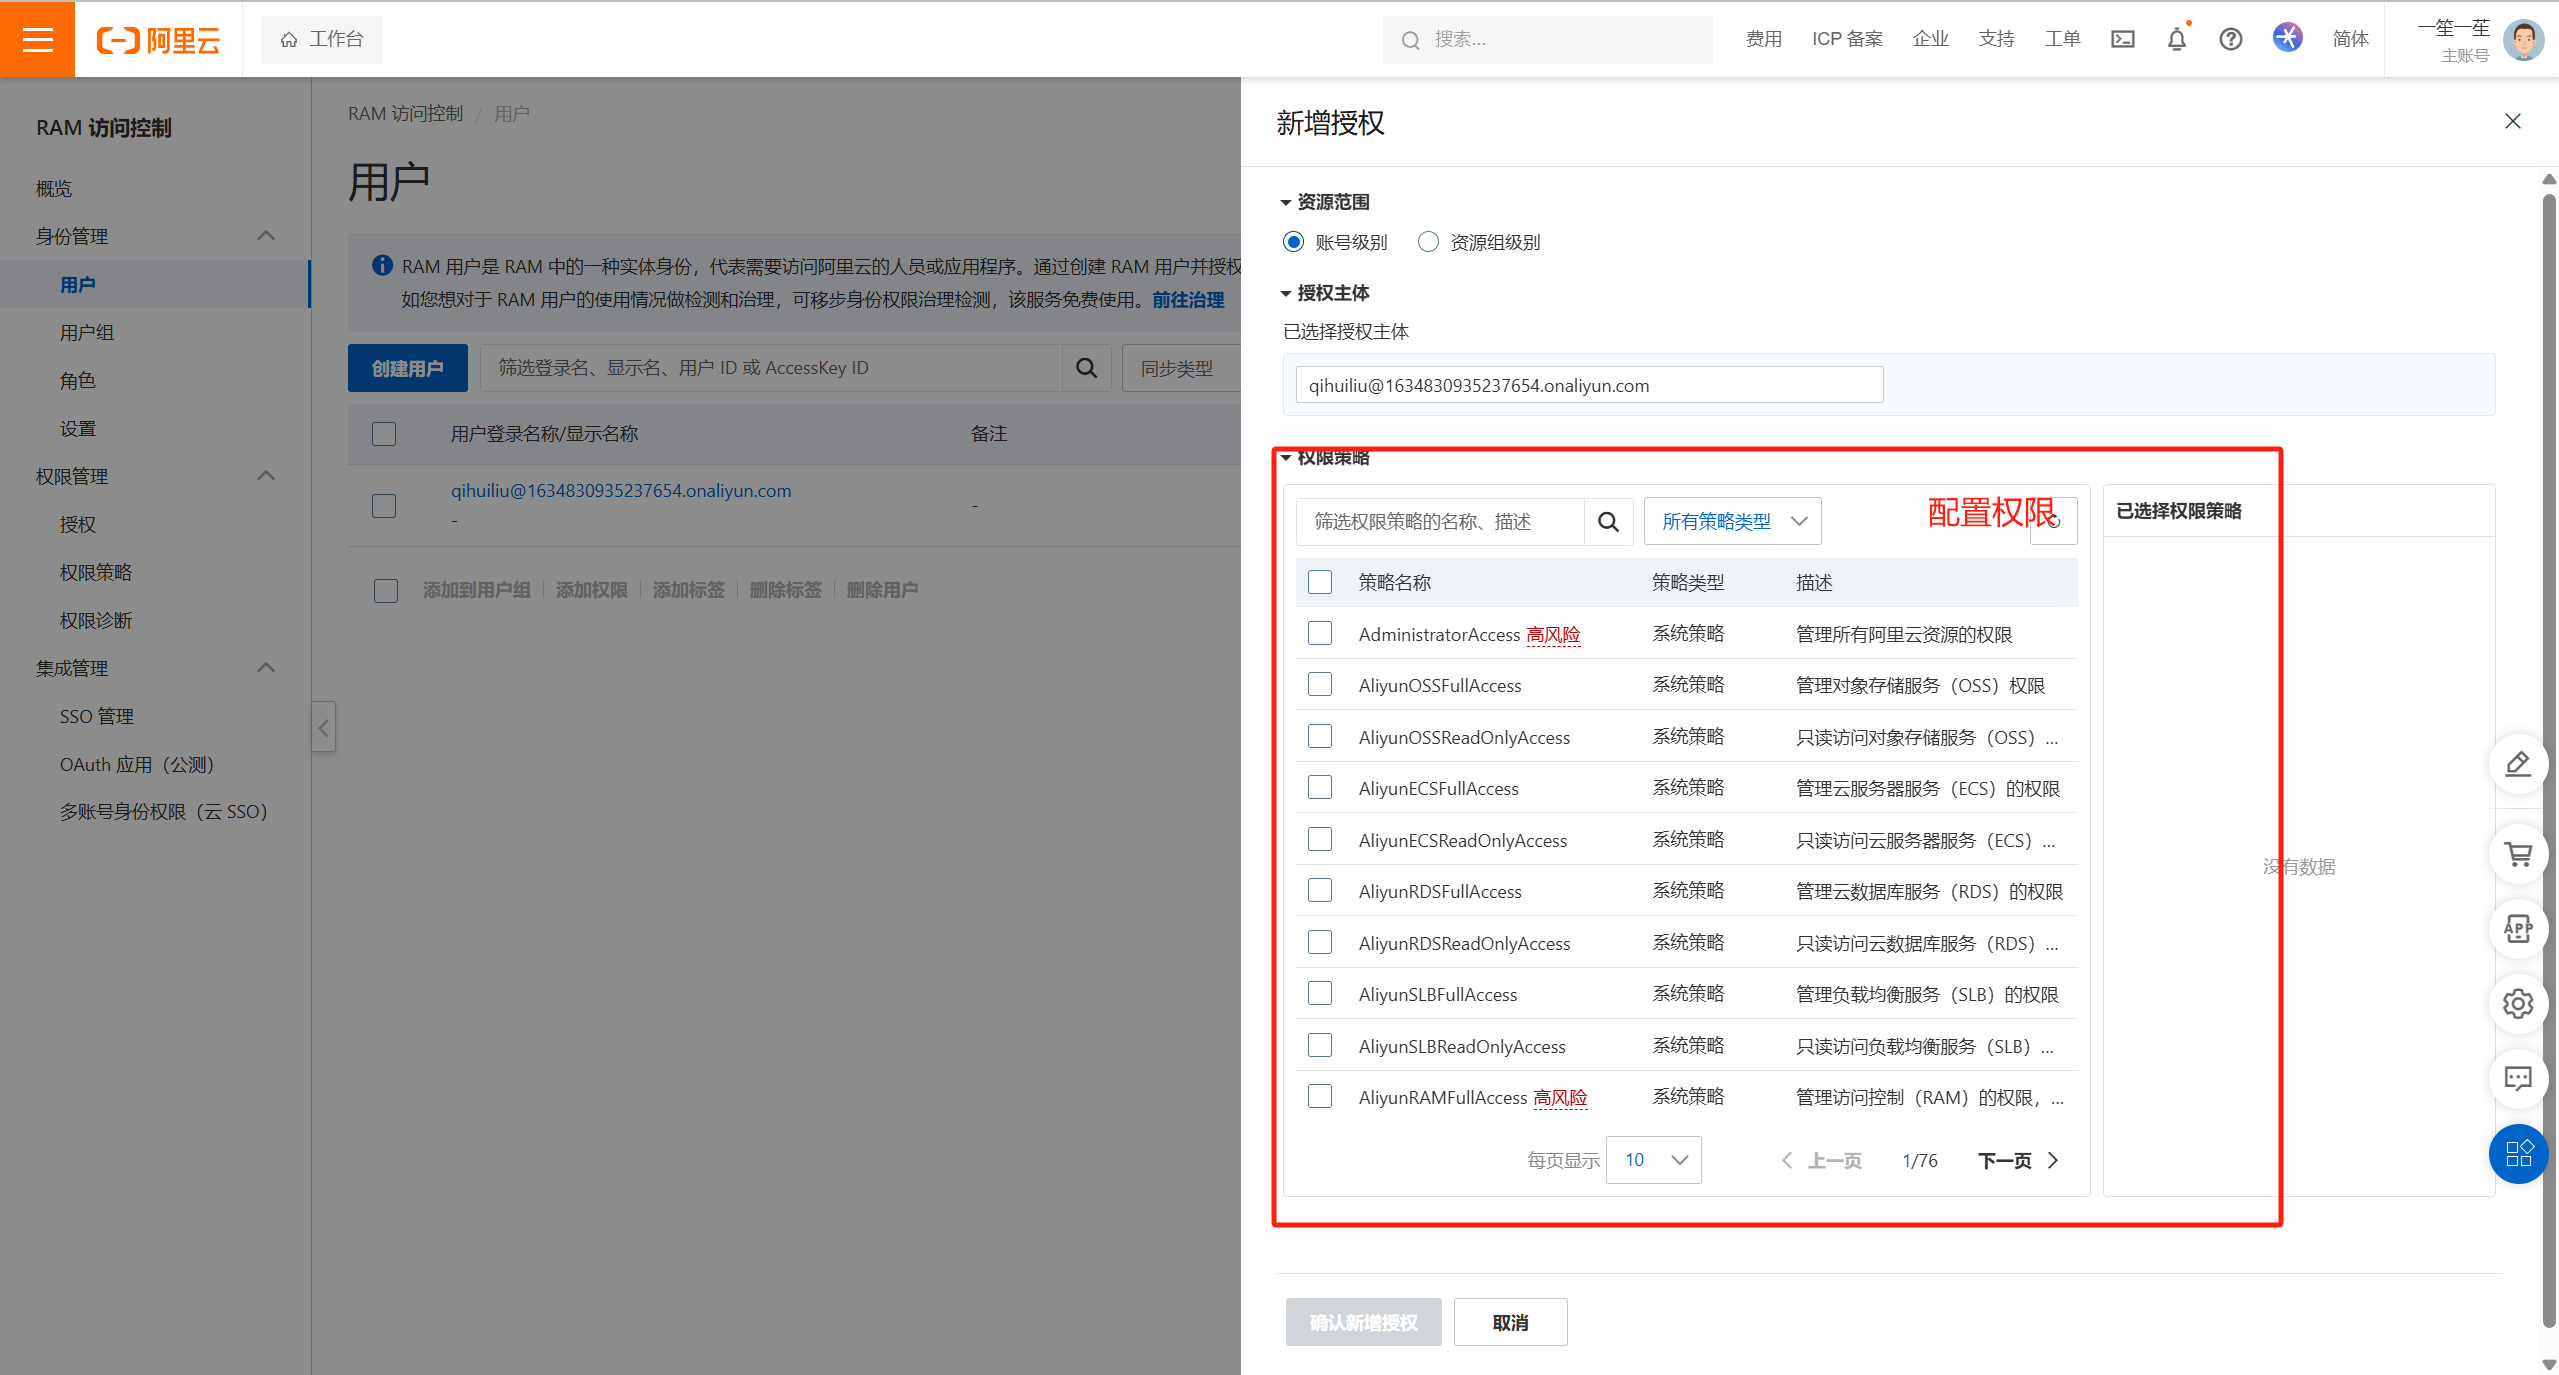 阿里云
工作台
搜索...
费用
ICP 备案
企业
支持
工单
简体
一笙一茬
主账号
RAM 访问控制
概览
身份管理
用户
用户组
角色
设置
权限管理
授权
权限策略
权限诊断
集成管理
SSO 管理
OAuth 应用（公测）
多账号身份权限（云 SSO）
RAM 访问控制 / 用户
用户
RAM 用户是 RAM 中的一种实体身份，代表需要访问阿里云的人员或应用程序。通过创建 RAM 用户并授权
如您想对于 RAM 用户的使用情况做检测和治理，可移步身份权限治理检测，该服务免费使用。前往治理
创建用户
筛选登录名、显示名、用户 ID 或 AccessKey ID
同步类型
用户登录名称/显示名称
备注
qihuiliu@1634830935237654.onaliyun.com
-
-
添加到用户组
添加权限
添加标签
删除标签
删除用户
新增授权
资源范围
账号级别
资源组级别
授权主体
已选择授权主体
qihuiliu@1634830935237654.onaliyun.com
权限策略
筛选权限策略的名称、描述
所有策略类型
配置权限
策略名称 策略类型 描述
AdministratorAccess 高风险 系统策略 管理所有阿里云资源的权限
AliyunOSSFullAccess 系统策略 管理对象存储服务（OSS）权限
AliyunOSSReadOnlyAccess 系统策略 只读访问对象存储服务（OSS）...
AliyunECSFullAccess 系统策略 管理云服务器服务（ECS）的权限
AliyunECSReadOnlyAccess 系统策略 只读访问云服务器服务（ECS）...
AliyunRDSFullAccess 系统策略 管理云数据库服务（RDS）的权限
AliyunRDSReadOnlyAccess 系统策略 只读访问云数据库服务（RDS）...
AliyunSLBFullAccess 系统策略 管理负载均衡服务（SLB）的权限
AliyunSLBReadOnlyAccess 系统策略 只读访问负载均衡服务（SLB）...
AliyunRAMFullAccess 高风险 系统策略 管理访问控制（RAM）的权限，...
每页显示 10 上一页 1/76 下一页
已选择权限策略
没有数据
APP
确认新增授权
取消